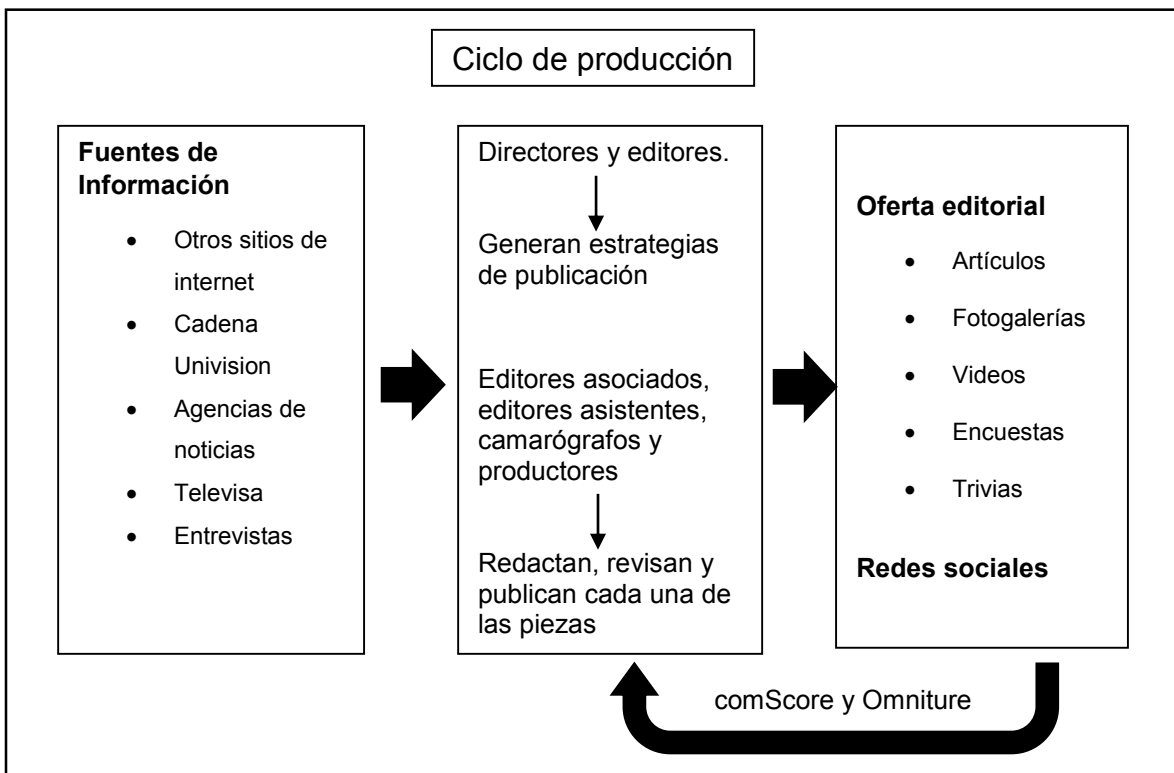 Ciclo de producción
Fuentes de
Información
• Otros sitios de
internet
• Cadena
Univision
• Agencias de
noticias
• Televisa
• Entrevistas
Directores y editores.
Generan estrategias
de publicación
Editores asociados,
editores asistentes,
camarógrafos y
productores
Redactan, revisan y
publican cada una de
las piezas
Oferta editorial
• Artículos
• Fotogalerías
• Videos
• Encuestas
• Trivias
Redes sociales
comScore y Omniture